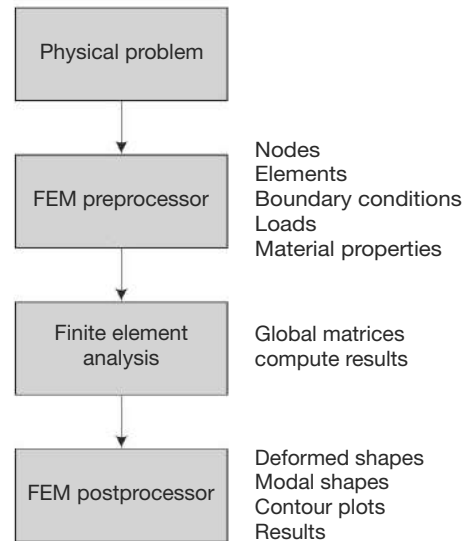 Physical problem
FEM preprocessor
Nodes
Elements
Boundary conditions
Loads
Material properties
Finite element
analysis
Global matrices
compute results
FEM postprocessor
Deformed shapes
Modal shapes
Contour plots
Results